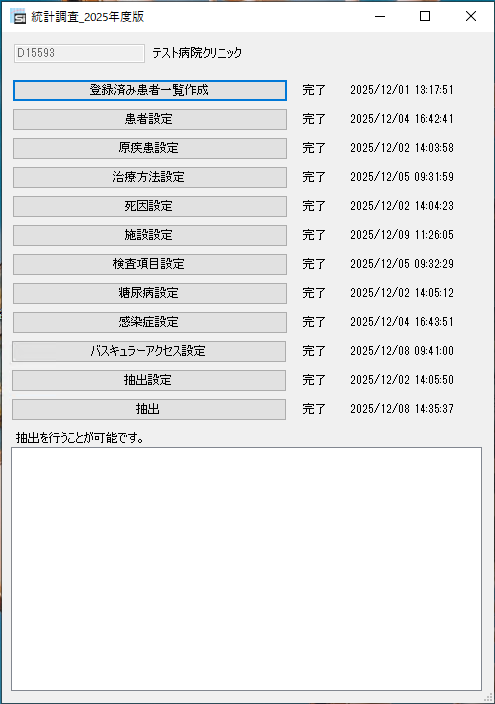 統計調査_2025年度版
D15593 テスト病院クリニック
登録済み患者一覧作成 完了 2025/12/01 13:17:51
患者設定 完了 2025/12/04 16:42:41
原疾患設定 完了 2025/12/02 14:03:58
治療方法設定 完了 2025/12/05 09:31:59
死因設定 完了 2025/12/02 14:04:23
施設設定 完了 2025/12/09 11:26:05
検査項目設定 完了 2025/12/05 09:32:29
糖尿病設定 完了 2025/12/02 14:05:12
感染症設定 完了 2025/12/04 16:43:51
バスキュラーアクセス設定 完了 2025/12/08 09:41:00
抽出設定 完了 2025/12/02 14:05:50
抽出 完了 2025/12/08 14:35:37
抽出を行うことが可能です。